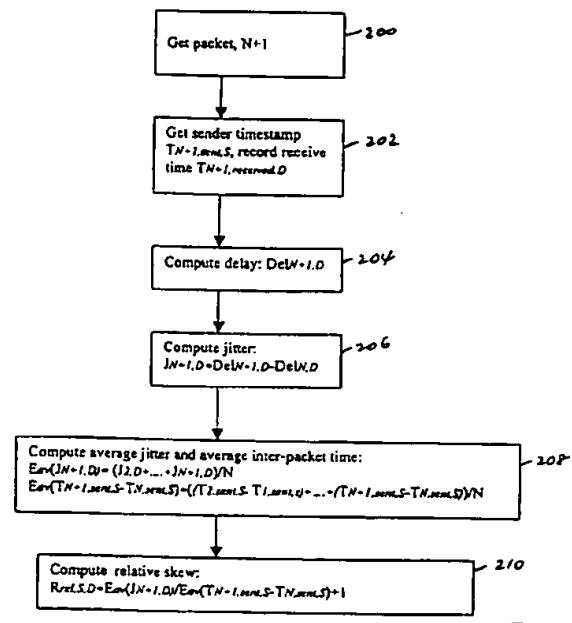 Get packet, N+1
200
Get sender timestamp
TN+1,sent,S, record receive
time TN+1,received,D
202
Compute delay: DelN+1,D
204
Compute jitter:
JN+1,D=DelN+1,D-DelN,D
206
Compute average jitter and average inter-packet time:
Eav(JN+1,D)=(J2,D+....+JN+1,D)/N
Eav(TN+1,sent,S-TN,sent,S)=((T2,sent,S-T1,sent,s)+....+(TN+1,sent,S-TN,sent,S))/N
208
Compute relative skew:
Rrel,S,D=Eav(JN+1,D)/Eav(TN+1,sent,S-TN,sent,S)+1
210